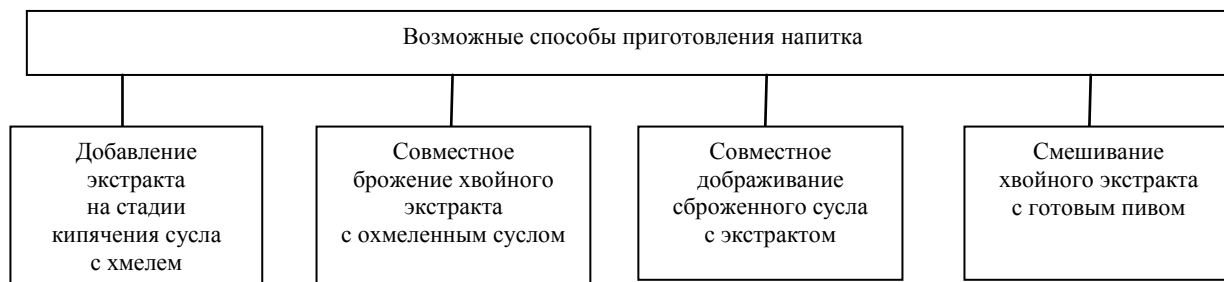 Возможные способы приготовления напитка
Добавление
экстракта
на стадии
кипячения сусла
с хмелем
Совместное
брожение хвойного
экстракта
с охмеленным суслом
Совместное
дображивание
сброженного сусла
с экстрактом
Смешивание
хвойного экстракта
с готовым пивом